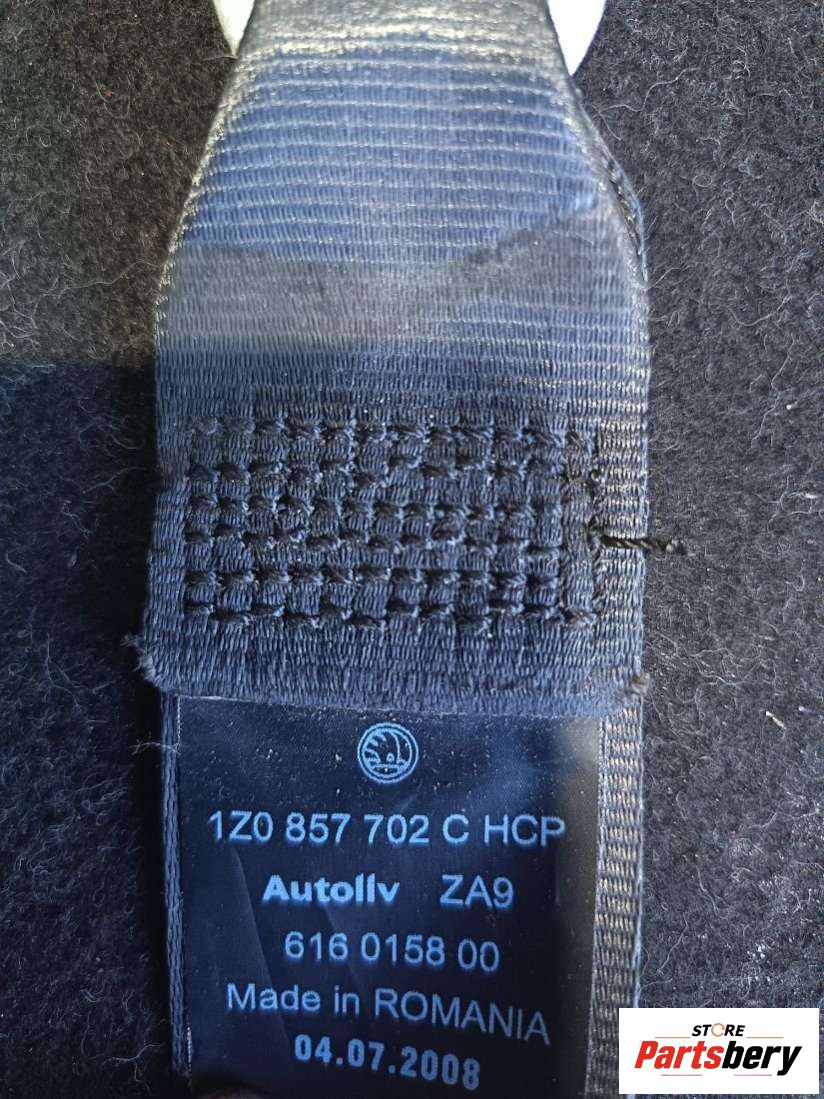 1Z0 857 702 C HCP
Autoliv ZA9
616 0158 00
Made in ROMANIA
04.07.2008
STORE
Partsbery